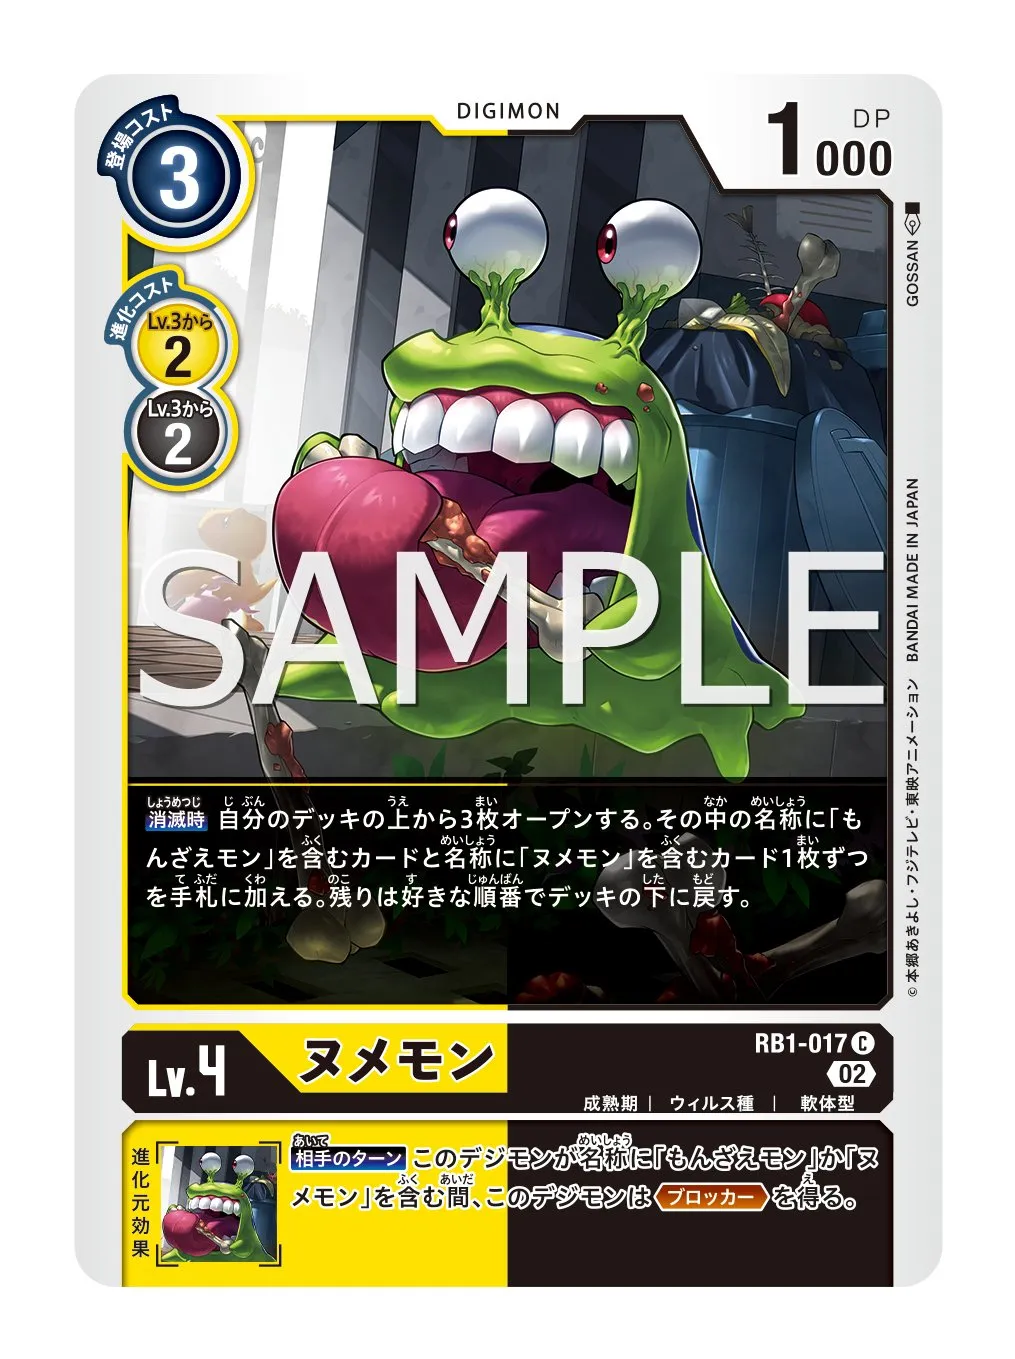 DIGIMON
登場コスト
3
1000
DP
進化コスト
Lv.3から
2
Lv.3から
2
GOSSAN
BANDAI MADE IN JAPAN
©本郷あきよし・フジテレビ・東映アニメーション
SAMPLE
消滅時 自分のデッキの上から3枚オープンする。その中の名称に「も
んざえモン」を含むカードと名称に「ヌメモン」を含むカード1枚ずつ
を手札に加える。残りは好きな順番でデッキの下に戻す。
RB1-017 C
02
Lv.4
ヌメモン
成熟期 | ウィルス種 | 軟体型
進化元効果
相手のターン このデジモンが名称に「もんざえモン」か「ヌ
メモン」を含む間、このデジモンは ブロッカー を得る。